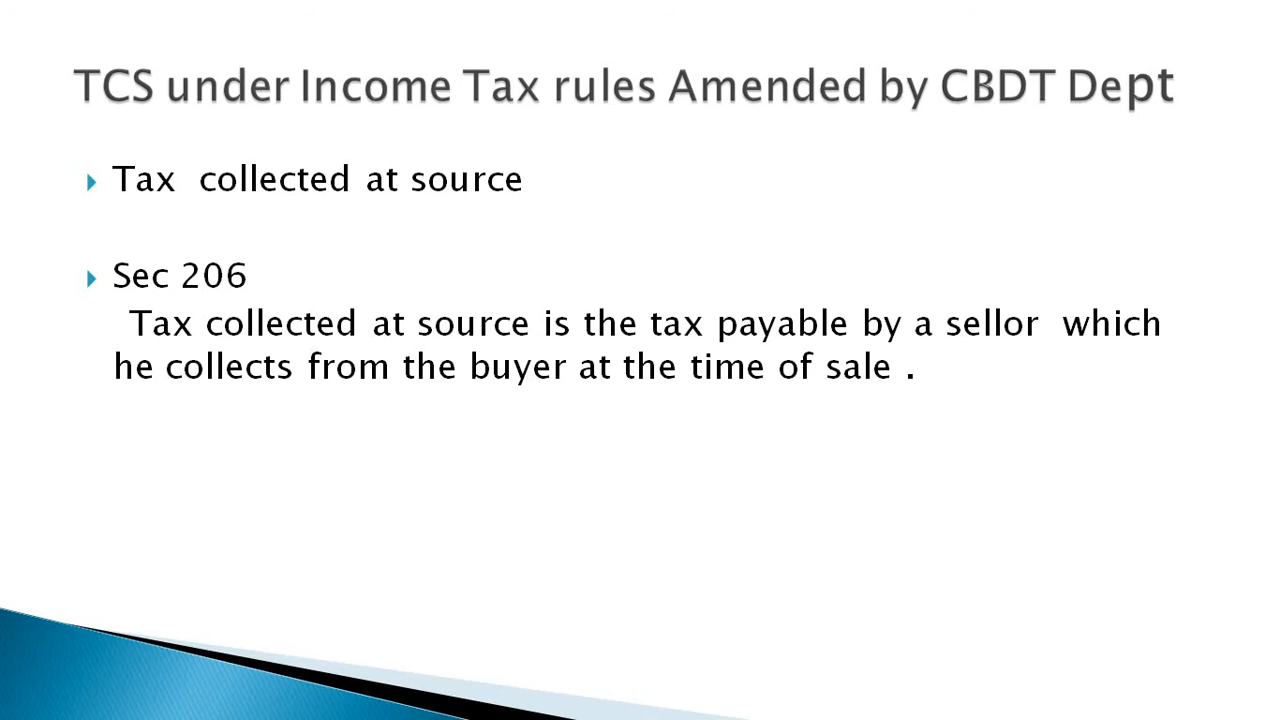 TCS under Income Tax rules Amended by CBDT Dept
Tax collected at source
Sec 206
Tax collected at source is the tax payable by a sellor which
he collects from the buyer at the time of sale .